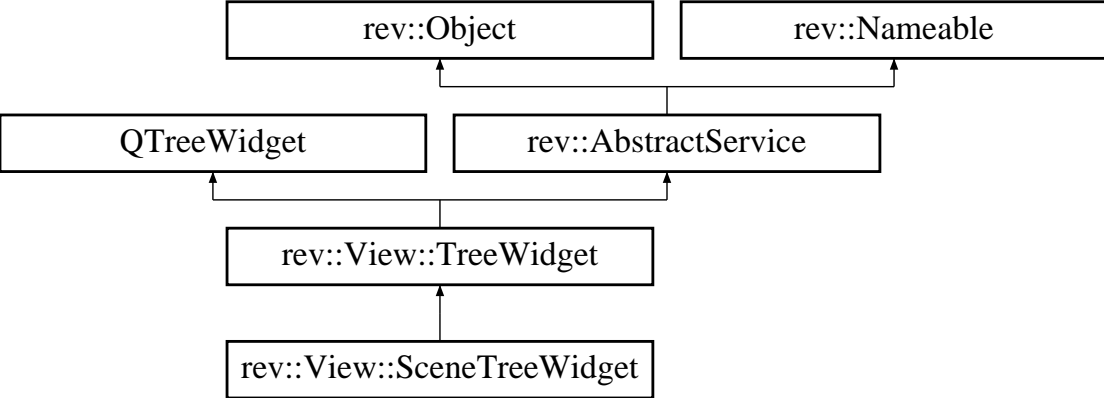 rev::Object
rev::Nameable
QTreeWidget
rev::AbstractService
rev::View::TreeWidget
rev::View::SceneTreeWidget